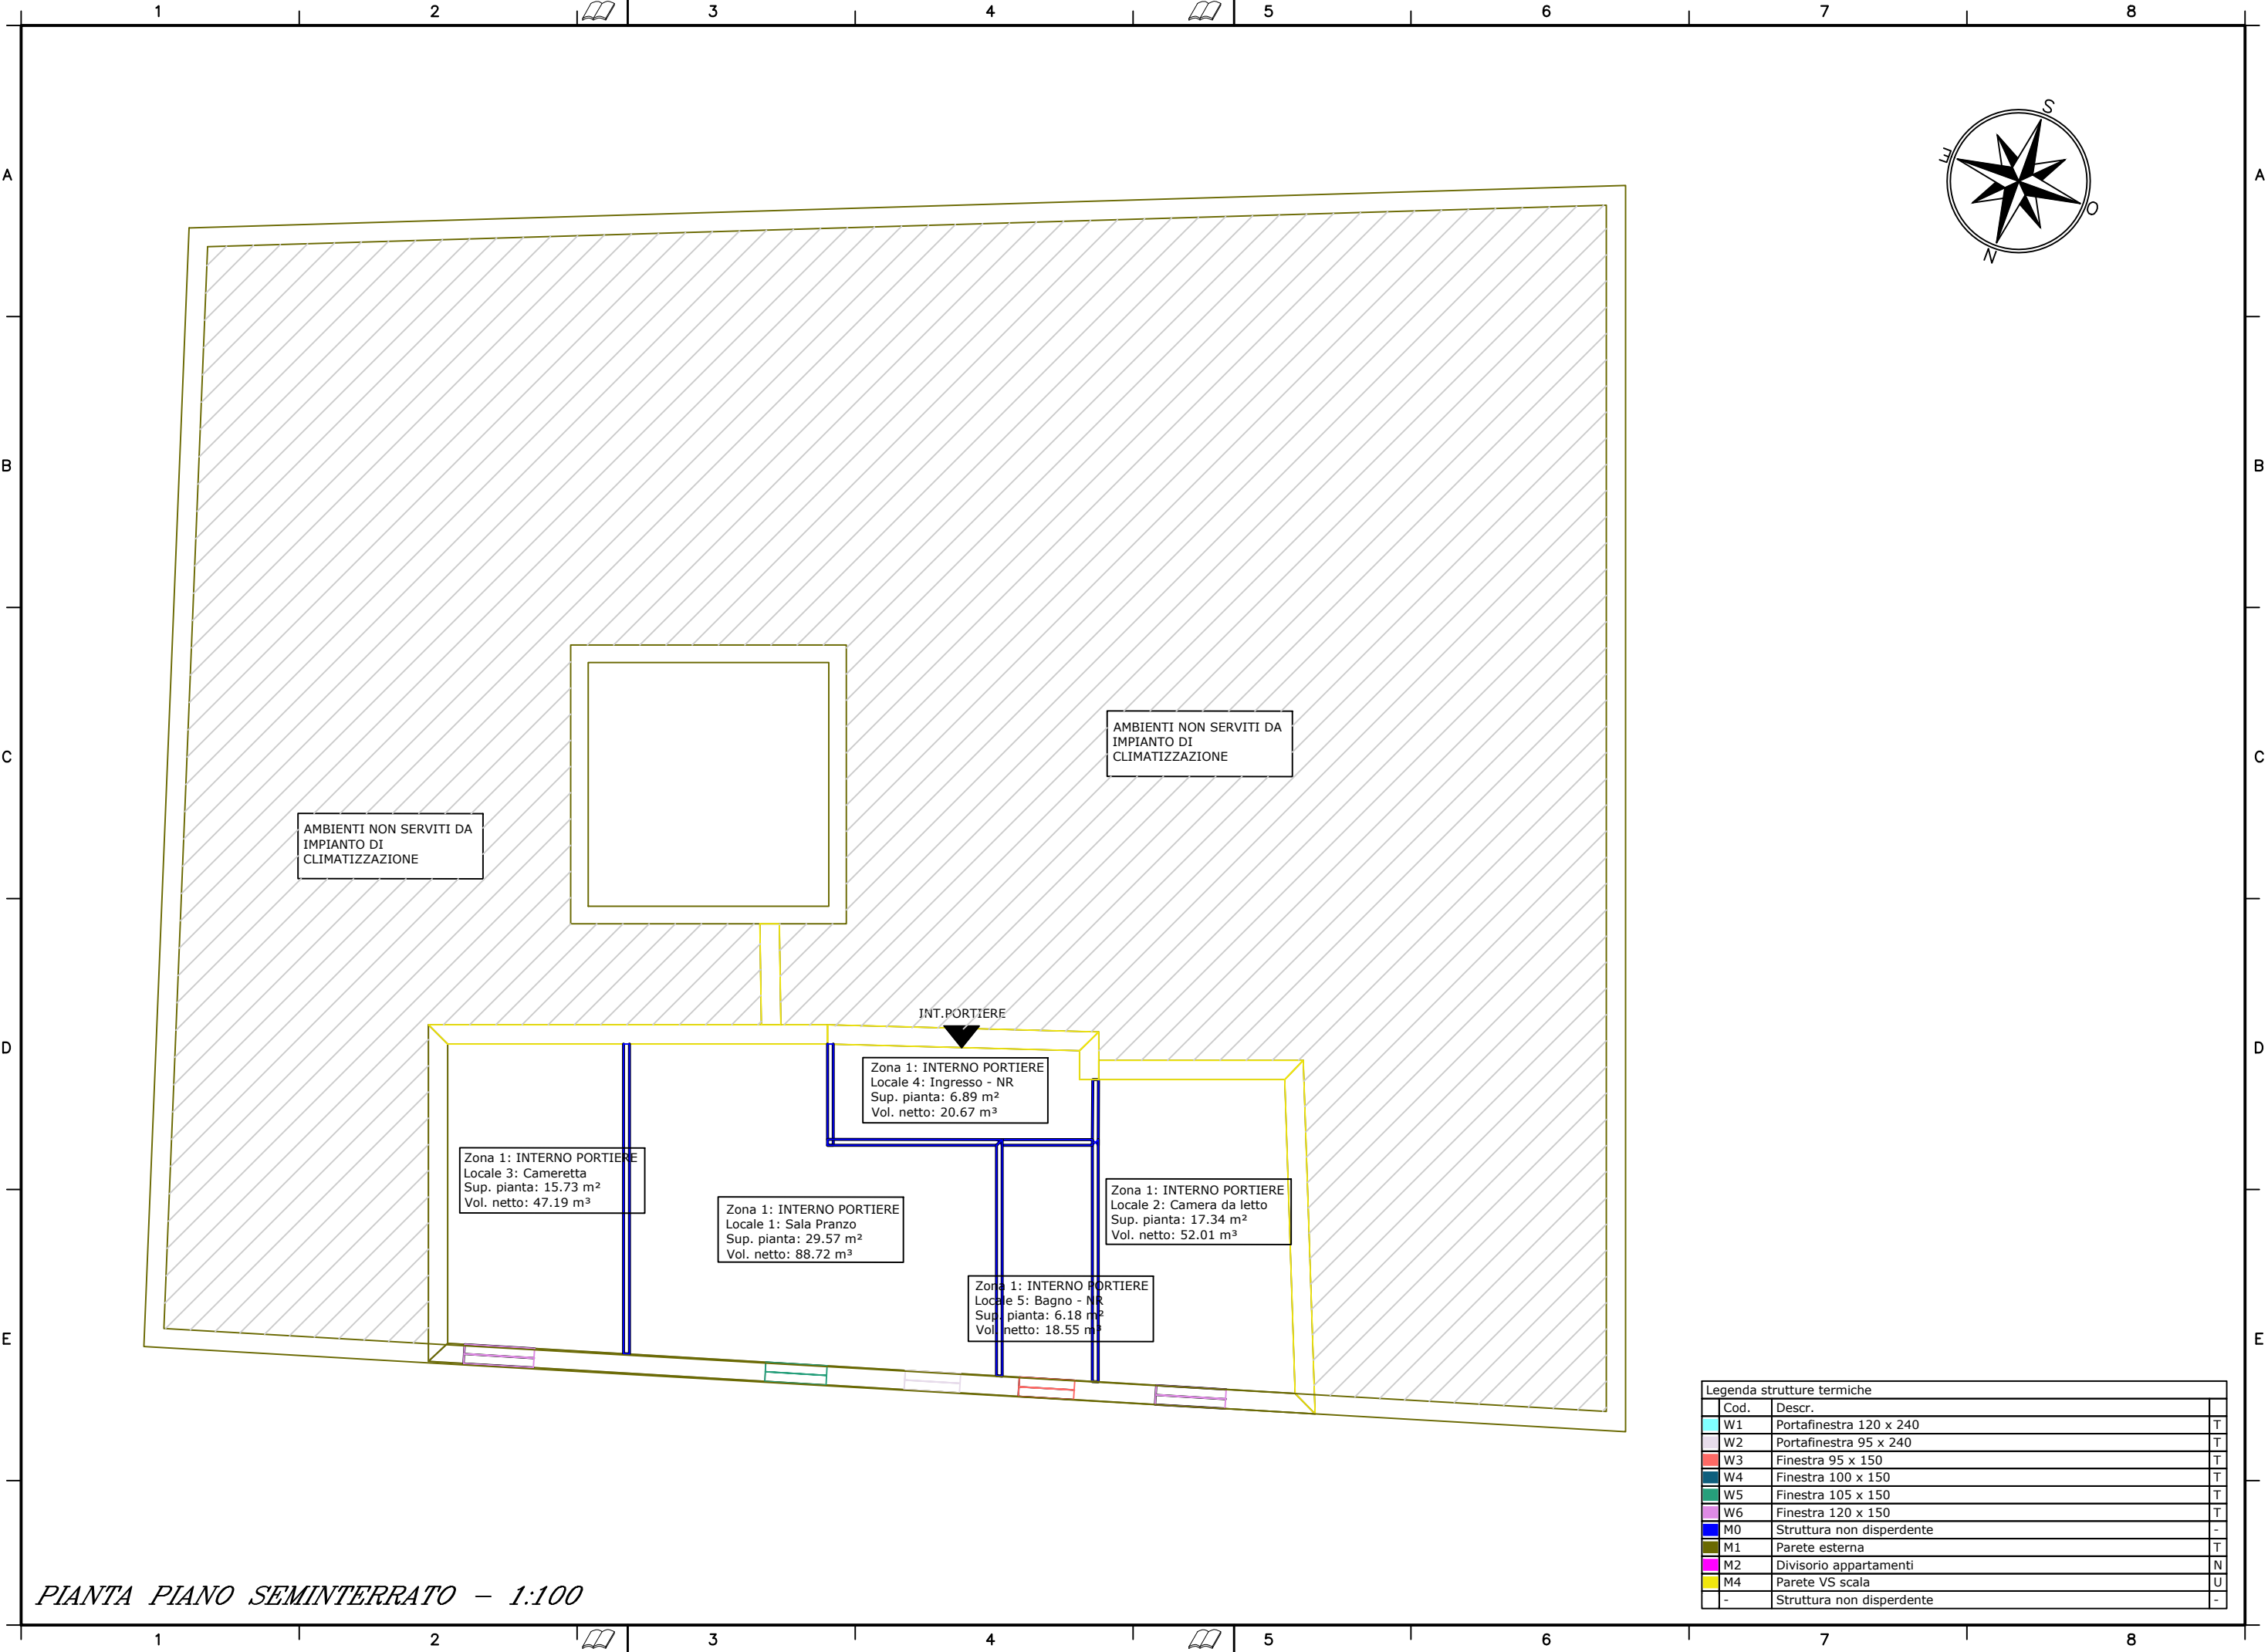 1 2 3 4 5 6 7 8
S
E
O
N
A A
B B
C C
D D
E E
AMBIENTI NON SERVITI DA
IMPIANTO DI
CLIMATIZZAZIONE
AMBIENTI NON SERVITI DA
IMPIANTO DI
CLIMATIZZAZIONE
INT.PORTIERE
Zona 1: INTERNO PORTIERE
Locale 4: Ingresso - NR
Sup. pianta: 6.89 m²
Vol. netto: 20.67 m³
Zona 1: INTERNO PORTIERE
Locale 3: Cameretta
Sup. pianta: 15.73 m²
Vol. netto: 47.19 m³
Zona 1: INTERNO PORTIERE
Locale 1: Sala Pranzo
Sup. pianta: 29.57 m²
Vol. netto: 88.72 m³
Zona 1: INTERNO PORTIERE
Locale 2: Camera da letto
Sup. pianta: 17.34 m²
Vol. netto: 52.01 m³
Zona 1: INTERNO PORTIERE
Locale 5: Bagno - NR
Sup. pianta: 6.18 m²
Vol. netto: 18.55 m³
Legenda strutture termiche
Cod. Descr.
W1 Portafinestra 120 x 240 T
W2 Portafinestra 95 x 240 T
W3 Finestra 95 x 150 T
W4 Finestra 100 x 150 T
W5 Finestra 105 x 150 T
W6 Finestra 120 x 150 T
M0 Struttura non disperdente -
M1 Parete esterna T
M2 Divisorio appartamenti N
M4 Parete VS scala U
- Struttura non disperdente -
PIANTA PIANO SEMINTERRATO - 1:100
1 2 3 4 5 6 7 8